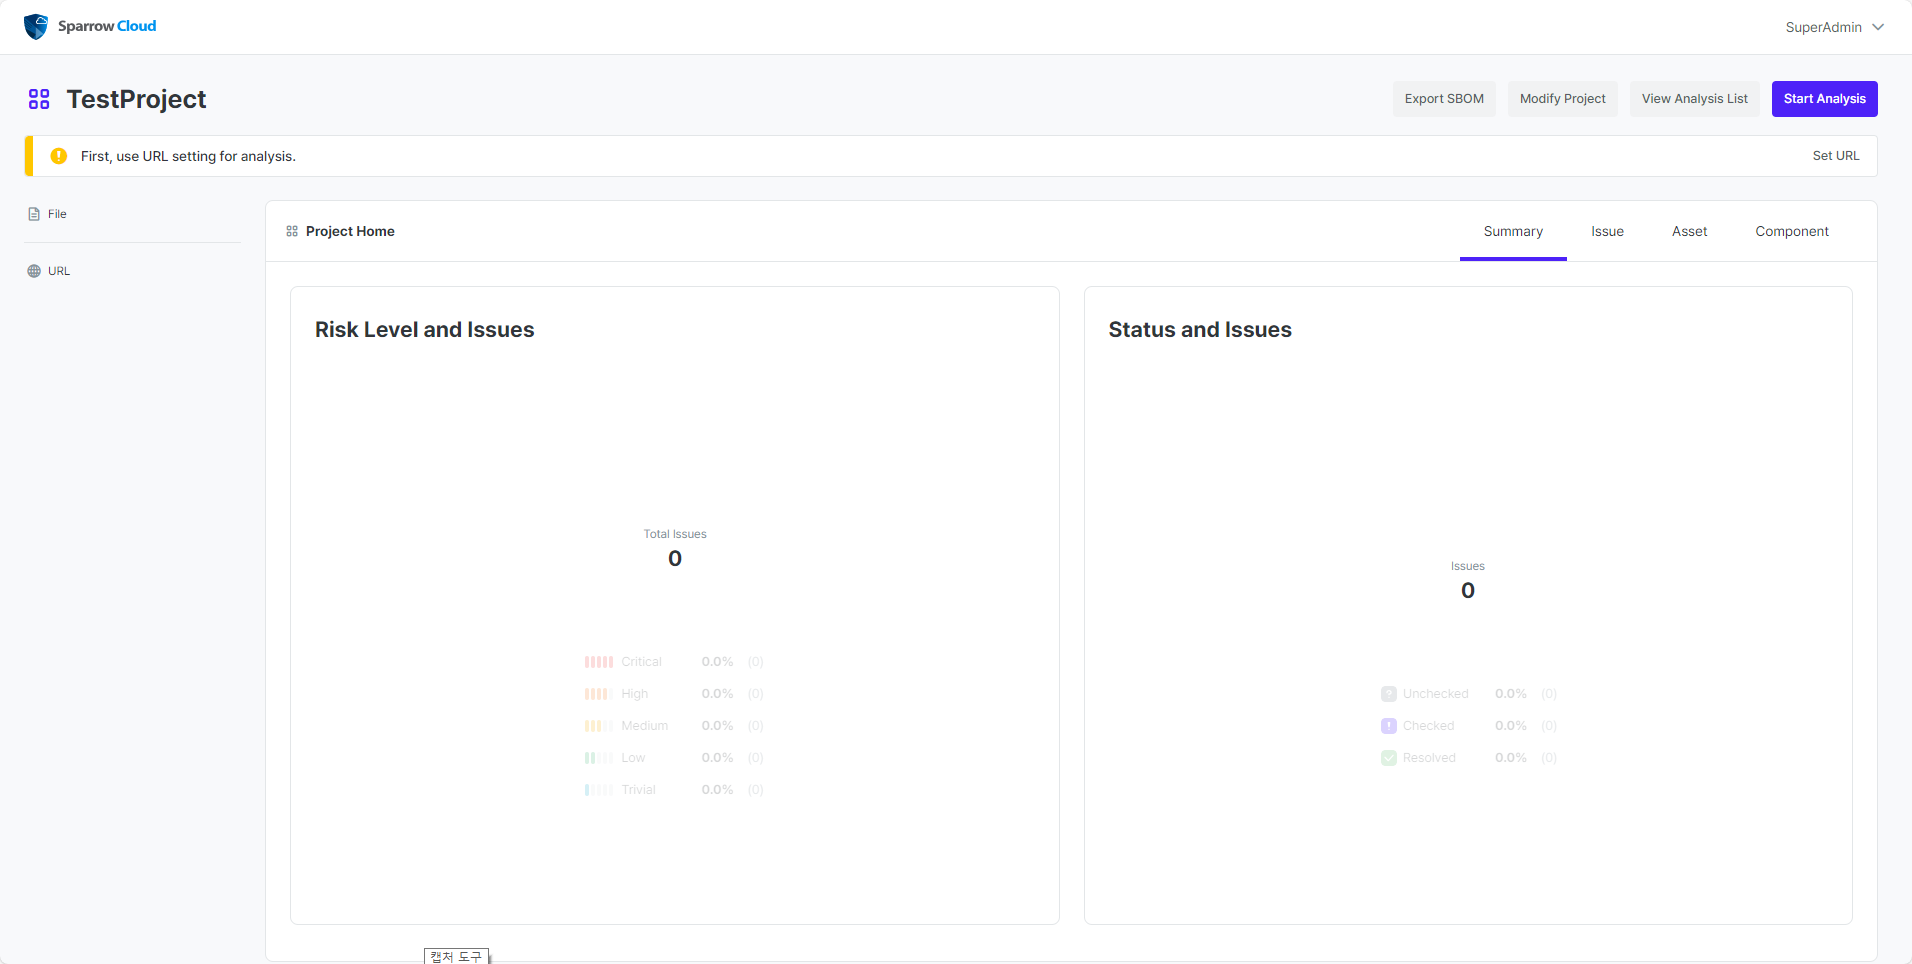 Sparrow Cloud
SuperAdmin
TestProject
Export SBOM
Modify Project
View Analysis List
Start Analysis
First, use URL setting for analysis.
Set URL
File
URL
Project Home
Summary
Issue
Asset
Component
Risk Level and Issues
Total Issues
0
Critical 0.0% (0)
High 0.0% (0)
Medium 0.0% (0)
Low 0.0% (0)
Trivial 0.0% (0)
Status and Issues
Issues
0
Unchecked 0.0% (0)
Checked 0.0% (0)
Resolved 0.0% (0)
캡처 도구